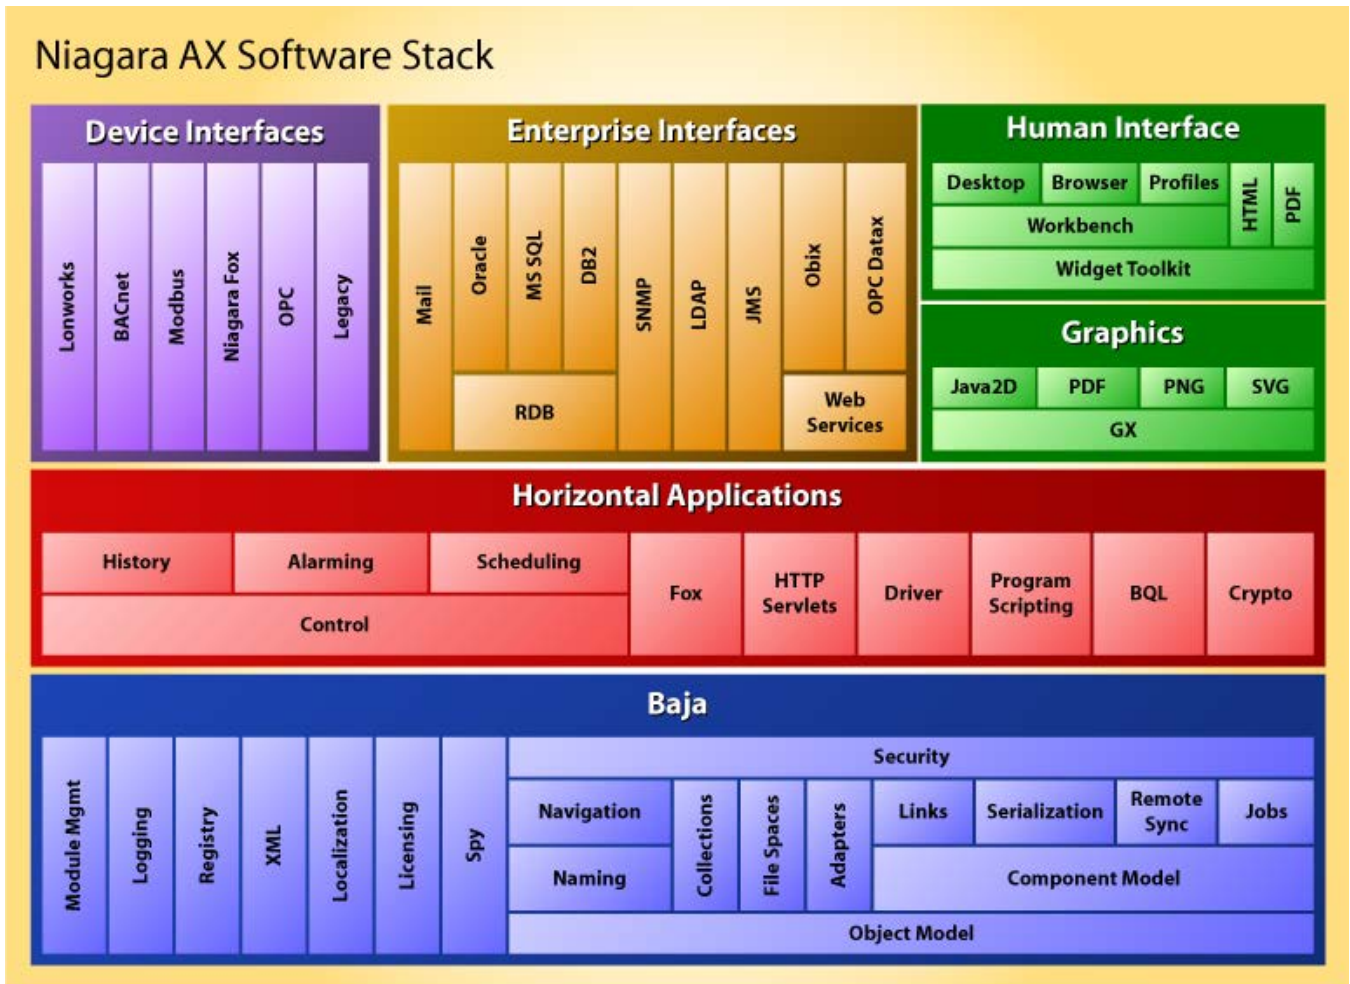 Niagara AX Software Stack
Device Interfaces
Lonworks
BACnet
Modbus
Niagara Fox
OPC
Legacy
Enterprise Interfaces
Mail
Oracle
MS SQL
DB2
RDB
SNMP
LDAP
JMS
Obix
OPC Datax
Web
Services
Human Interface
Desktop
Browser
Profiles
HTML
PDF
Workbench
Widget Toolkit
Graphics
Java2D
PDF
PNG
SVG
GX
Horizontal Applications
History
Alarming
Scheduling
Control
Fox
HTTP
Servlets
Driver
Program
Scripting
BQL
Crypto
Baja
Module Mgmt
Logging
Registry
XML
Localization
Licensing
Spy
Security
Navigation
Naming
Collections
File Spaces
Adapters
Links
Serialization
Remote
Sync
Jobs
Component Model
Object Model